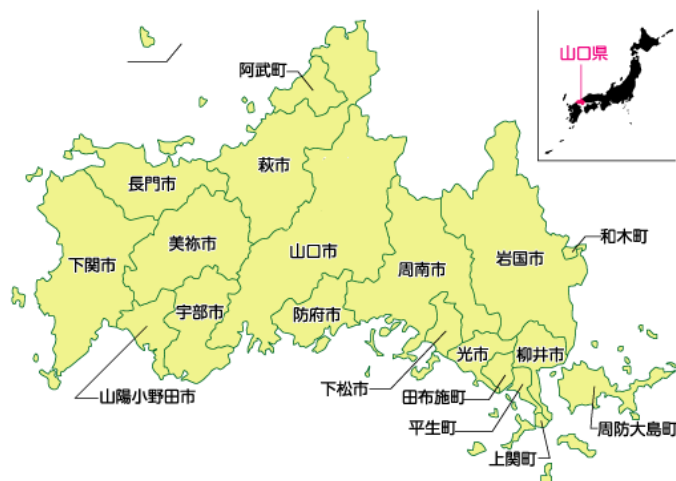 山口県
阿武町
萩市
長門市
和木町
美祢市
山口市
岩国市
下関市
周南市
宇部市
防府市
光市
柳井市
下松市
山陽小野田市
田布施町
平生町
周防大島町
上関町